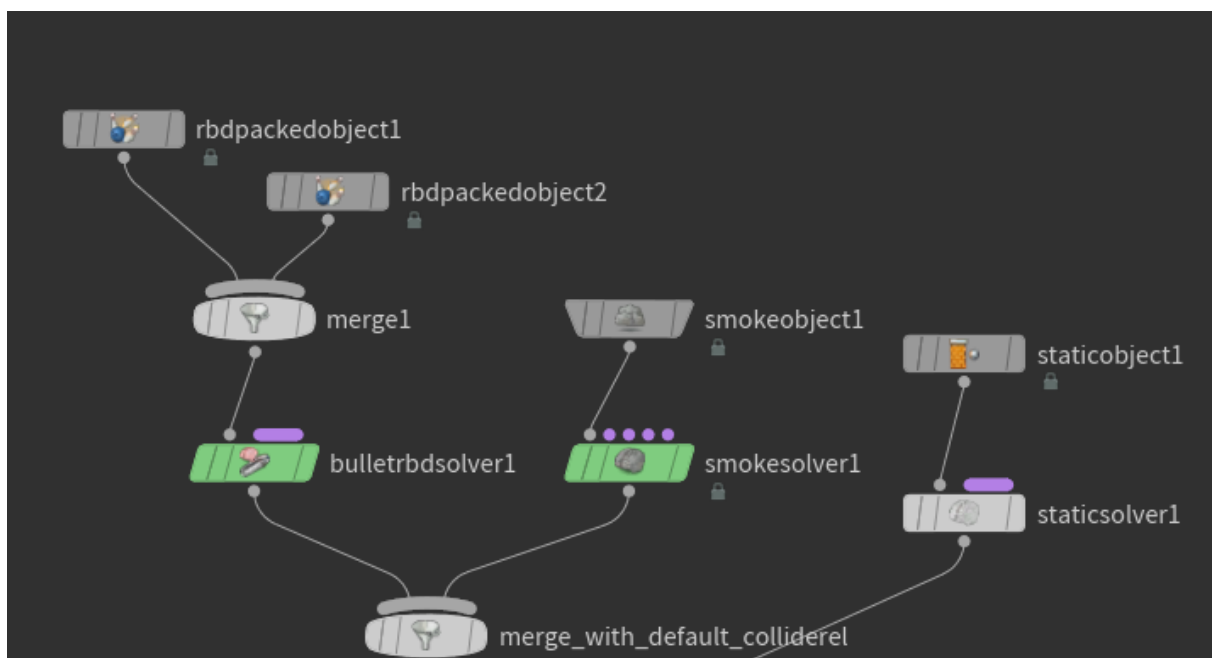 rbdpackedobject1
rbdpackedobject2
merge1
smokeobject1
staticobject1
bulletrbdsolver1
smokesolver1
staticsolver1
merge_with_default_colliderel